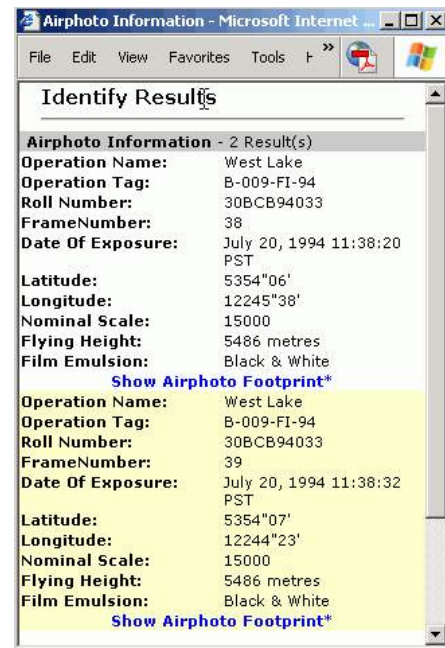 Airphoto Information - Microsoft Internet ...
File Edit View Favorites Tools H »
Identify Results
Airphoto Information - 2 Result(s)
Operation Name: West Lake
Operation Tag: B-009-FI-94
Roll Number: 30BCB94033
FrameNumber: 38
Date Of Exposure: July 20, 1994 11:38:20
PST
Latitude: 5354"06'
Longitude: 12245"38'
Nominal Scale: 15000
Flying Height: 5486 metres
Film Emulsion: Black & White
Show Airphoto Footprint*
Operation Name: West Lake
Operation Tag: B-009-FI-94
Roll Number: 30BCB94033
FrameNumber: 39
Date Of Exposure: July 20, 1994 11:38:32
PST
Latitude: 5354"07'
Longitude: 12244"23'
Nominal Scale: 15000
Flying Height: 5486 metres
Film Emulsion: Black & White
Show Airphoto Footprint*